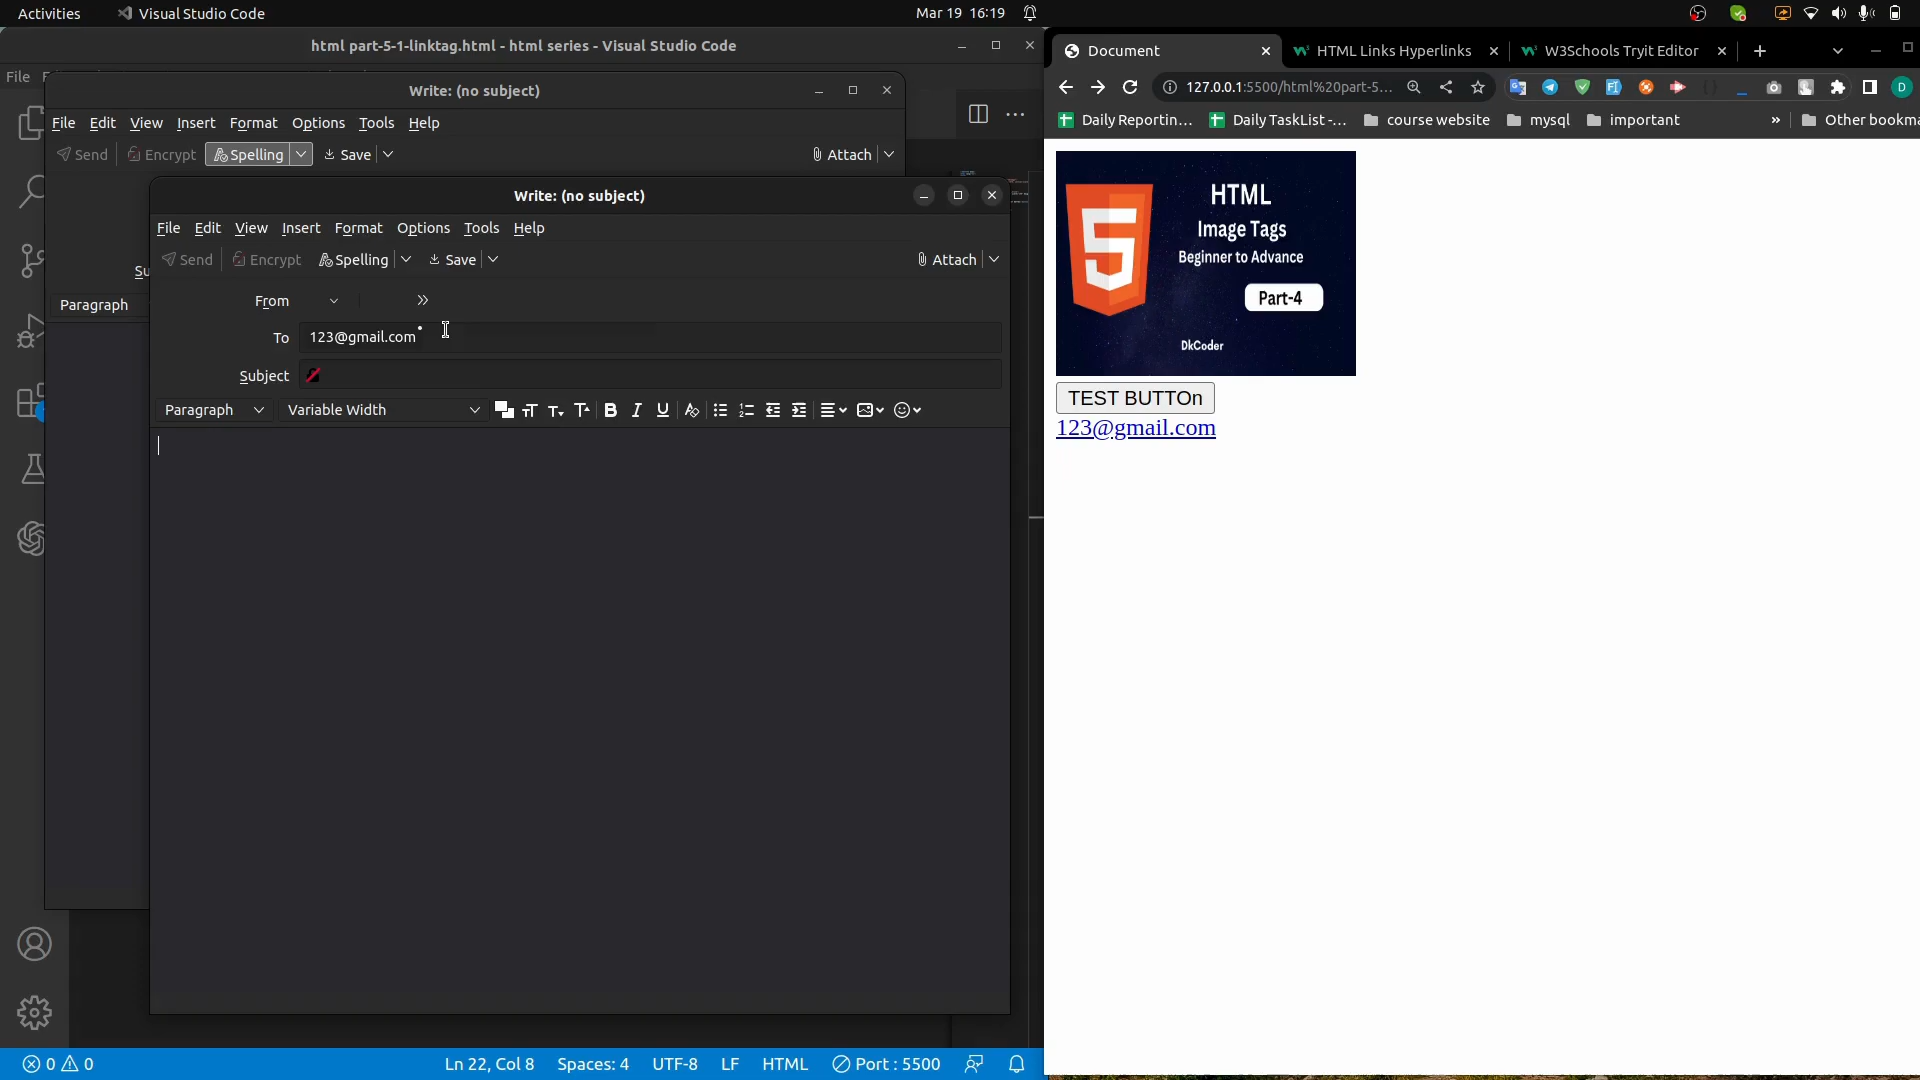 Activities
Visual Studio Code
Mar 19 16:19
html part-5-1-linktag.html - html series - Visual Studio Code
File
Write: (no subject)
File Edit View Insert Format Options Tools Help
Send Encrypt Spelling Save Attach
Paragraph
Write: (no subject)
File Edit View Insert Format Options Tools Help
Send Encrypt Spelling Save Attach
From
To 123@gmail.com
Subject
Paragraph Variable Width
0 0
Ln 22, Col 8 Spaces: 4 UTF-8 LF HTML Port : 5500
Document HTML Links Hyperlinks W3Schools Tryit Editor
127.0.0.1:5500/html%20part-5...
D
Daily Reportin... Daily TaskList -... course website mysql important » Other bookma
5
HTML
Image Tags
Beginner to Advance
Part-4
DkCoder
TEST BUTTOn
123@gmail.com